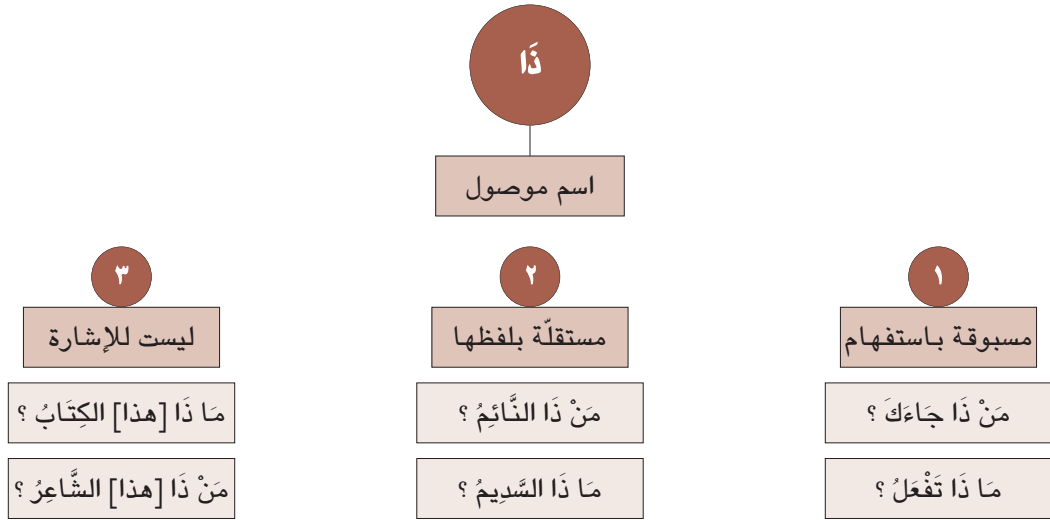 ذَا
اسم موصول
١
مسبوقة باستفهام
مَنْ ذَا جَاءَكَ ؟
مَا ذَا تَفْعَلُ ؟
٢
مستقلّة بلفظها
مَنْ ذَا النَّائِمُ ؟
مَا ذَا السَّدِيمُ ؟
٣
ليست للإشارة
مَا ذَا [هذا] الكِتَابُ ؟
مَنْ ذَا [هذا] الشَّاعِرُ ؟